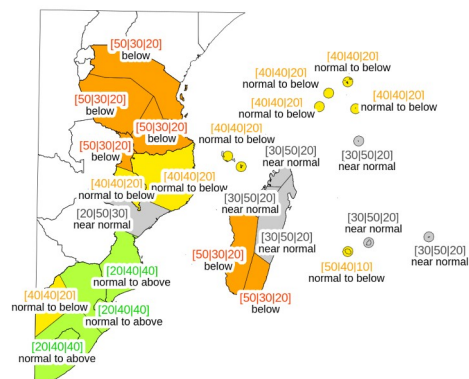 [50|30|20]
below
[50|30|20]
below
[50|30|20]
below
[50|30|20]
below
[40|40|20]
normal to below
[40|40|20]
normal to below
[20|50|30]
near normal
[20|40|40]
normal to above
[40|40|20]
normal to below
[20|40|40]
normal to above
[20|40|40]
normal to above
[40|40|20]
normal to below
[40|40|20]
normal to below
[40|40|20]
normal to below
[40|40|20]
normal to below
[30|50|20]
near normal
[30|50|20]
near normal
[30|50|20]
near normal
[30|50|20]
near normal
[50|30|20]
below
[50|30|20]
below
[30|50|20]
near normal
[50|40|10]
normal to below
[30|50|20]
near normal